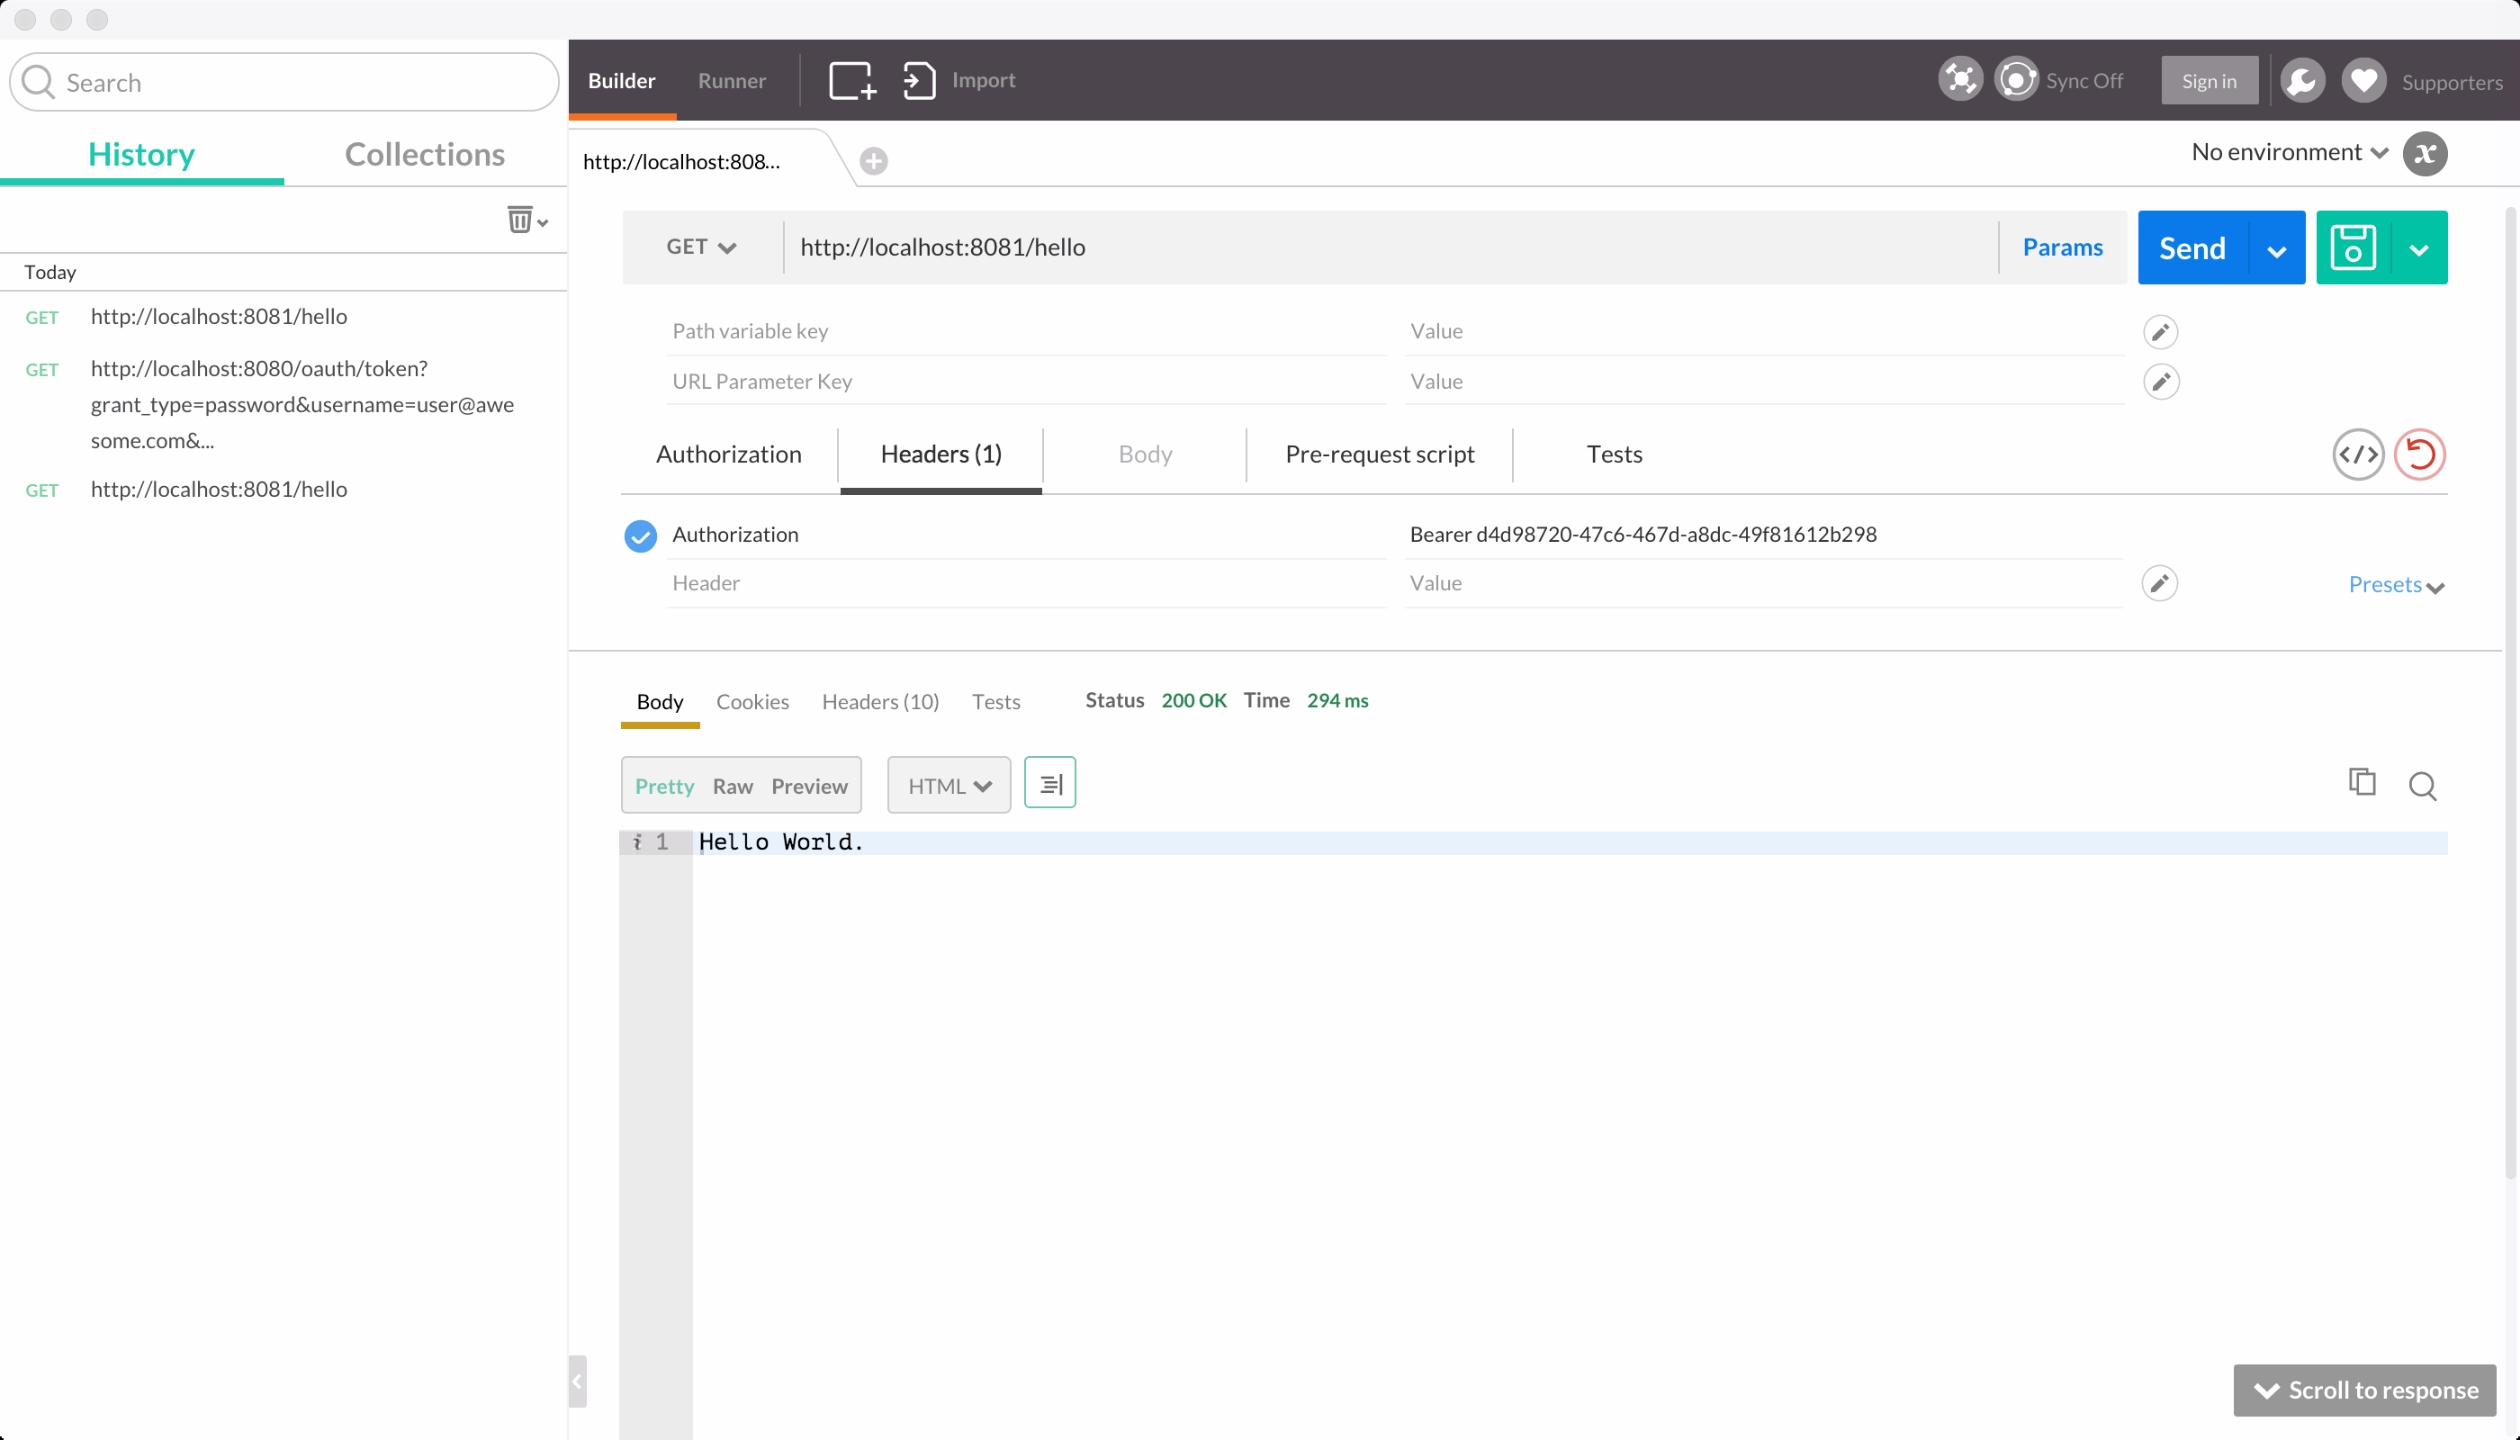 Search
History Collections
Today
GET http://localhost:8081/hello
GET http://localhost:8080/oauth/token?
grant_type=password&username=user@awe
some.com&...
GET http://localhost:8081/hello
Builder Runner Import Sync Off Sign in Supporters
http://localhost:808... No environment x
GET http://localhost:8081/hello Params Send
Path variable key Value
URL Parameter Key Value
Authorization Headers (1) Body Pre-request script Tests </>
Authorization Bearer d4d98720-47c6-467d-a8dc-49f81612b298
Header Value Presets
Body Cookies Headers (10) Tests Status 200 OK Time 294 ms
Pretty Raw Preview HTML
i 1 Hello World.
Scroll to response